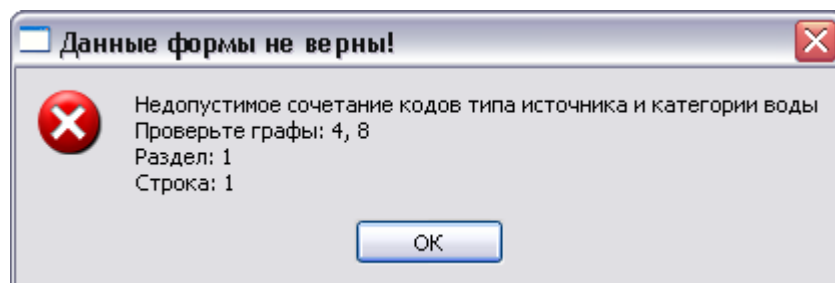 Данные формы не верны!
Недопустимое сочетание кодов типа источника и категории воды
Проверьте графы: 4, 8
Раздел: 1
Строка: 1
OK